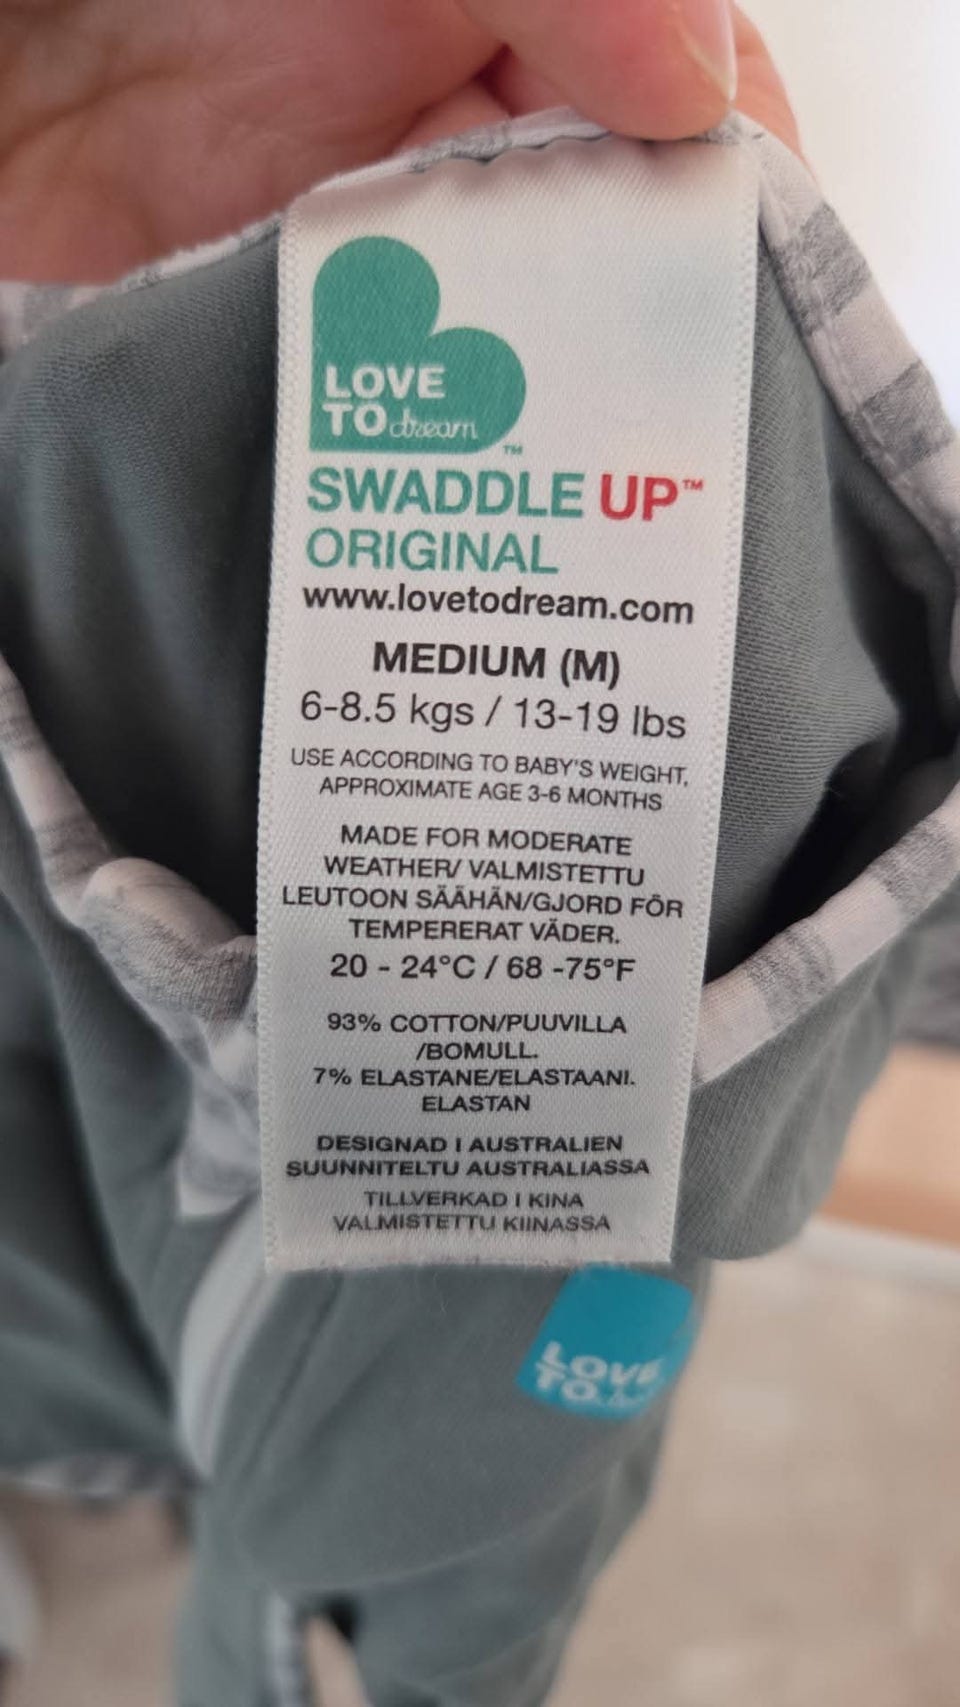 LOVE
TO dream™
SWADDLE UP™
ORIGINAL
www.lovetodream.com
MEDIUM (M)
6-8.5 kgs / 13-19 lbs
USE ACCORDING TO BABY'S WEIGHT,
APPROXIMATE AGE 3-6 MONTHS
MADE FOR MODERATE
WEATHER/ VALMISTETTU
LEUTOON SÄÄHÄN/GJORD FÖR
TEMPERERAT VÄDER.
20 - 24°C / 68 -75°F
93% COTTON/PUUVILLA
/BOMULL.
7% ELASTANE/ELASTAANI.
ELASTAN
DESIGNAD I AUSTRALIEN
SUUNNITELTU AUSTRALIASSA
TILLVERKAD I KINA
VALMISTETTU KIINASSA
LOVE
TO